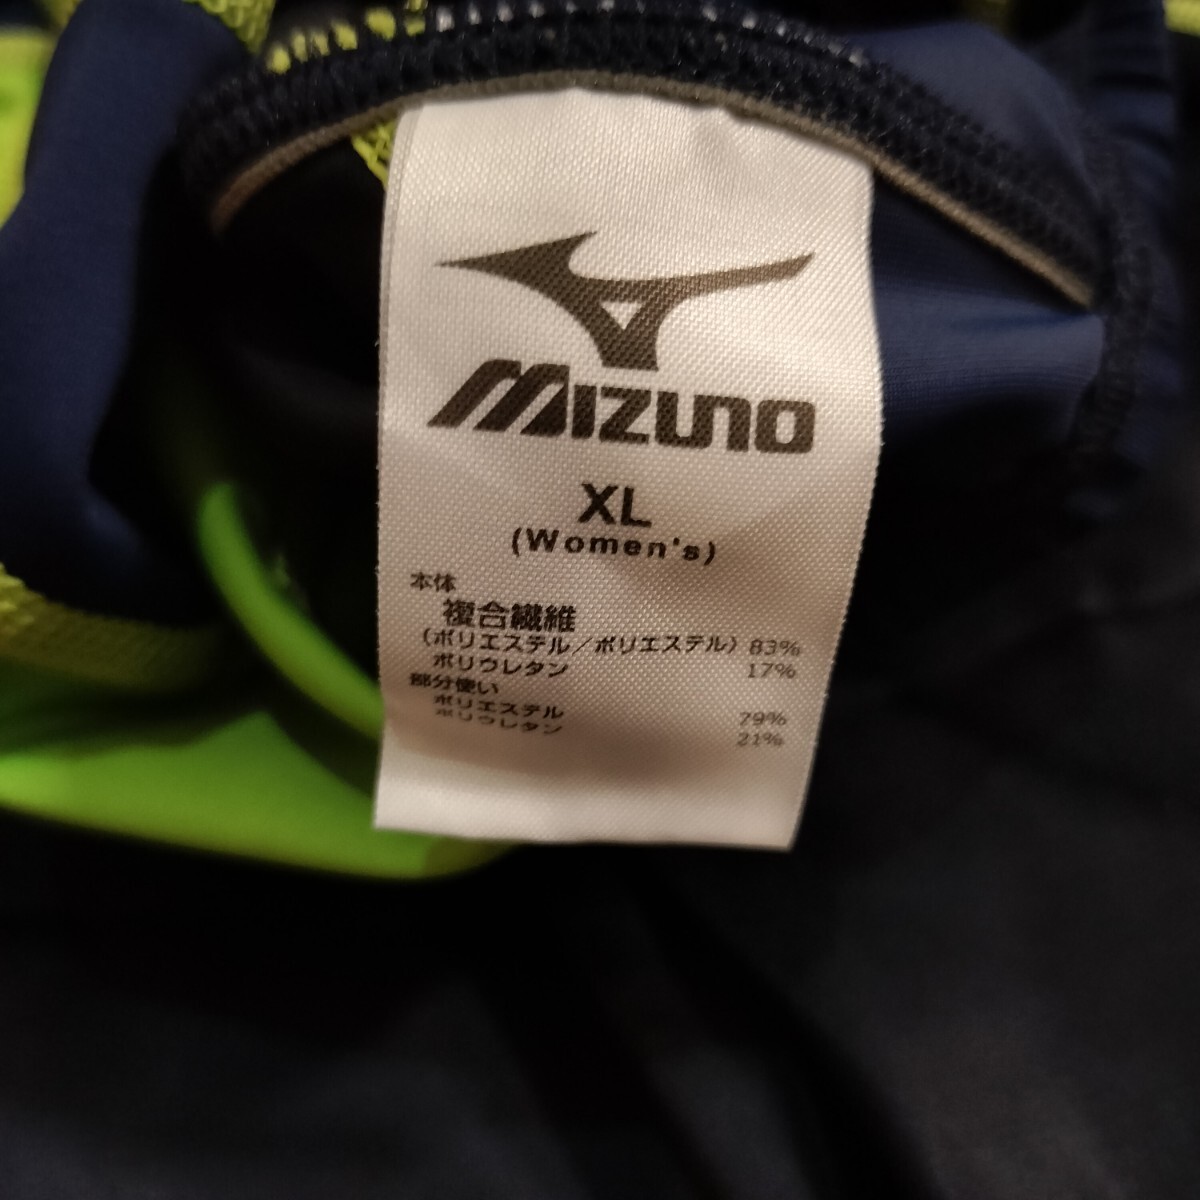 MIZUNO
XL
(Women's)
本体
複合繊維
(ポリエステル/ポリエステル) 83%
ポリウレタン 17%
部分使い
ポリエステル 79%
ポリウレタン 21%